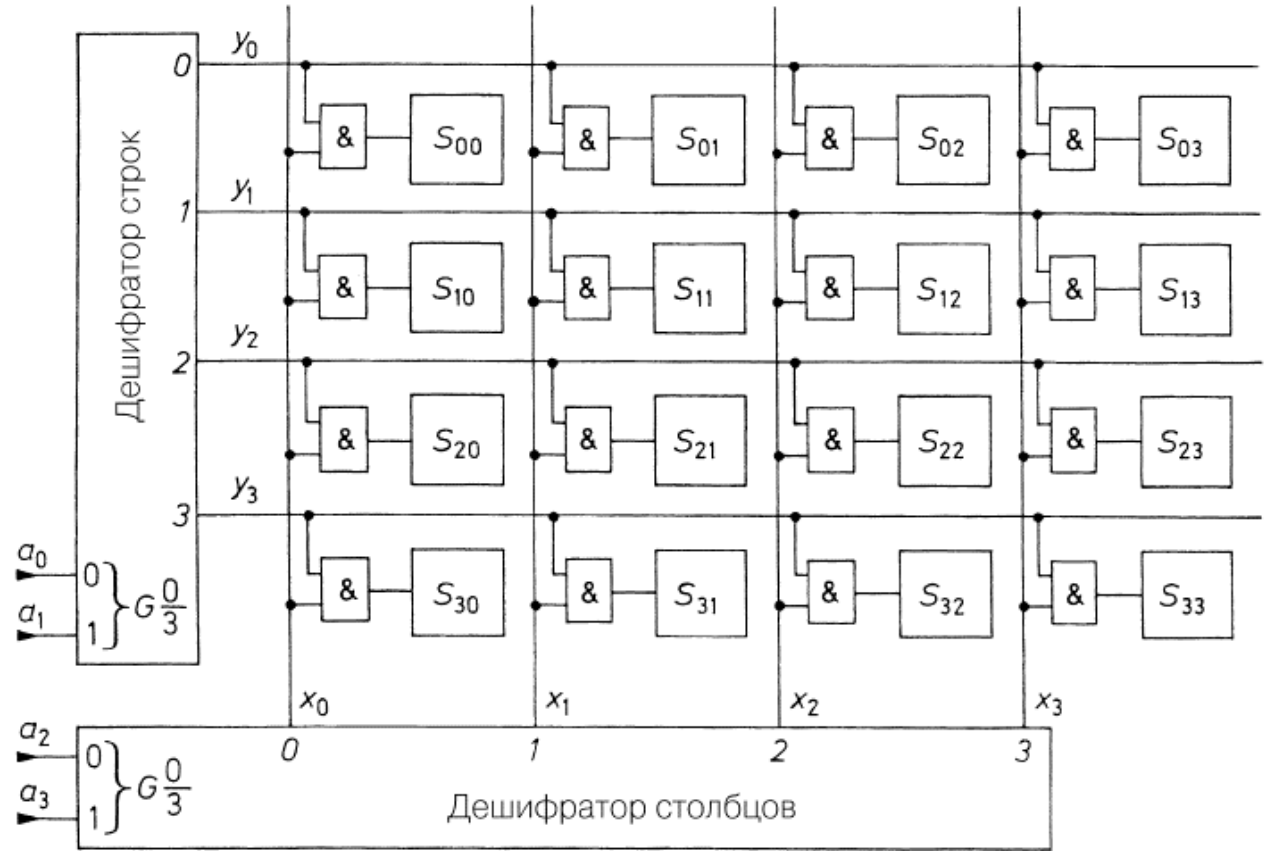 y₀
0
& S₀₀ & S₀₁ & S₀₂ & S₀₃
y₁
1
& S₁₀ & S₁₁ & S₁₂ & S₁₃
Дешифратор строк
y₂
2
& S₂₀ & S₂₁ & S₂₂ & S₂₃
y₃
3
a₀ 0
a₁ 1
} G 0/3
& S₃₀ & S₃₁ & S₃₂ & S₃₃
x₀ x₁ x₂ x₃
0 1 2 3
a₂ 0
a₃ 1
} G 0/3
Дешифратор столбцов